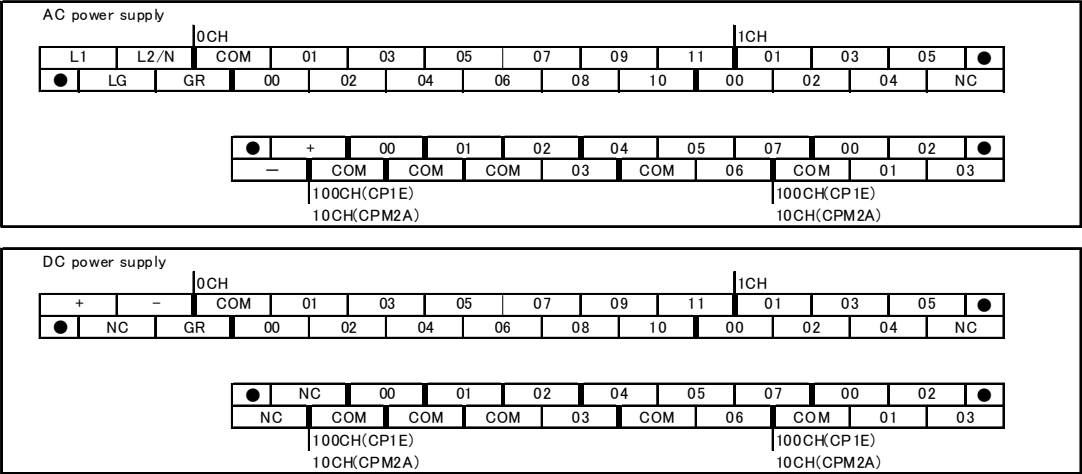 AC power supply
0CH 1CH
L1 L2/N COM 01 03 05 07 09 11 01 03 05 ●
● LG GR 00 02 04 06 08 10 00 02 04 NC
● + 00 01 02 04 05 07 00 02 ●
− COM COM COM 03 COM 06 COM 01 03
100CH(CP1E) 100CH(CP1E)
10CH(CPM2A) 10CH(CPM2A)
DC power supply
0CH 1CH
+ − COM 01 03 05 07 09 11 01 03 05 ●
● NC GR 00 02 04 06 08 10 00 02 04 NC
● NC 00 01 02 04 05 07 00 02 ●
NC COM COM COM 03 COM 06 COM 01 03
100CH(CP1E) 100CH(CP1E)
10CH(CPM2A) 10CH(CPM2A)